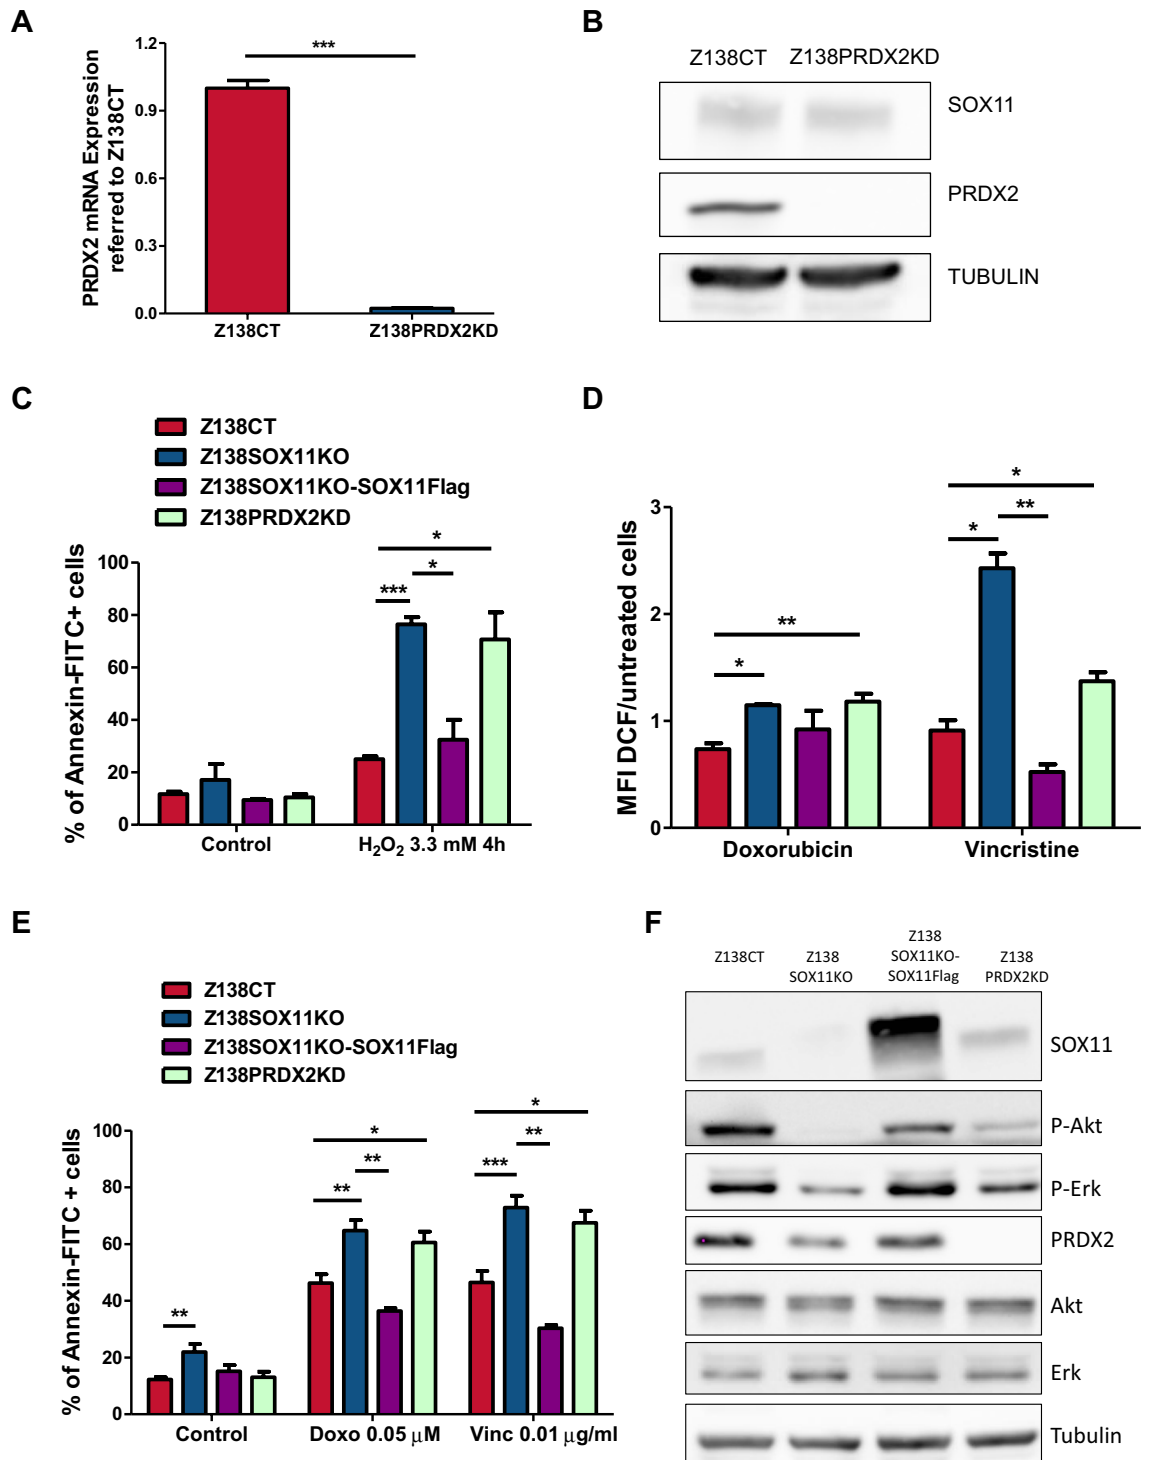 A
PRDX2 mRNA Expression
referred to Z138CT
1.2
0.9
0.6
0.3
0.0
***
Z138CT
Z138PRDX2KD
B
Z138CT Z138PRDX2KD
SOX11
PRDX2
TUBULIN
C
Z138CT
Z138SOX11KO
Z138SOX11KO-SOX11Flag
Z138PRDX2KD
% of Annexin-FITC+ cells
100
80
60
40
20
0
*
*
***
Control
H₂O₂ 3.3 mM 4h
D
MFI DCF/untreated cells
3
2
1
0
**
*
*
**
*
Doxorubicin
Vincristine
E
Z138CT
Z138SOX11KO
Z138SOX11KO-SOX11Flag
Z138PRDX2KD
% of Annexin-FITC + cells
100
80
60
40
20
0
**
*
**
**
*
**
***
Control
Doxo 0.05 μM
Vinc 0.01 μg/ml
F
Z138CT
Z138
SOX11KO
Z138
SOX11KO-
SOX11Flag
Z138
PRDX2KD
SOX11
P-Akt
P-Erk
PRDX2
Akt
Erk
Tubulin